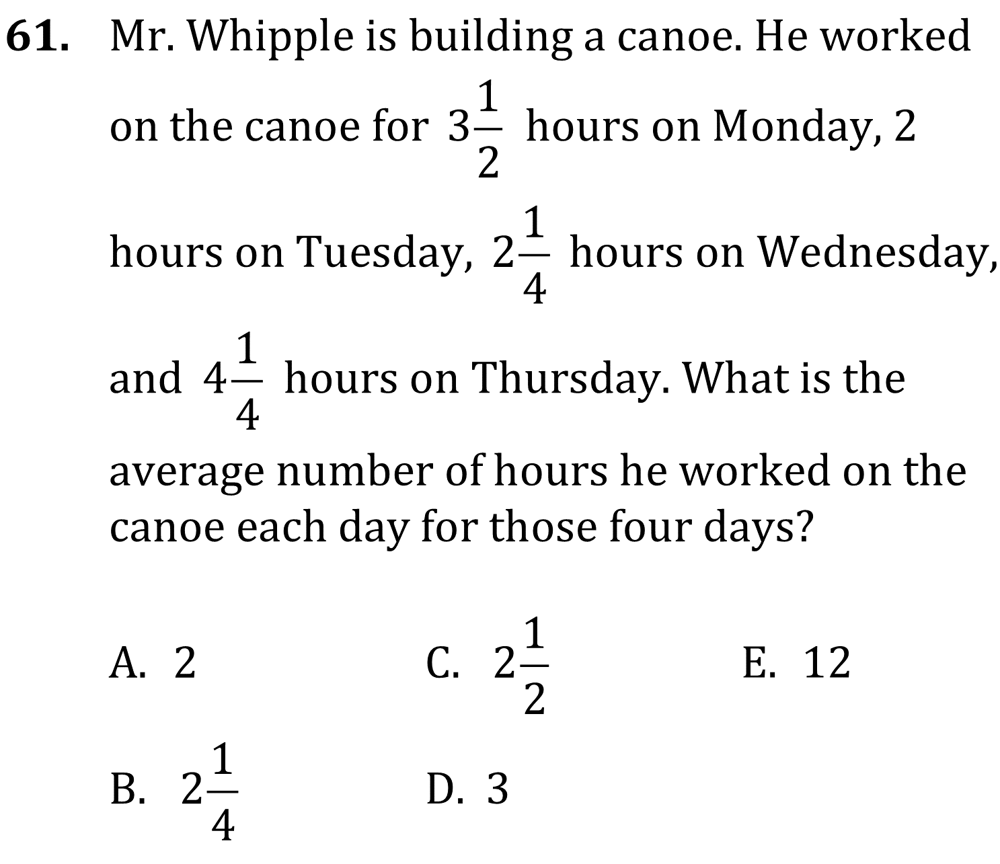 61. Mr. Whipple is building a canoe. He worked
on the canoe for 3 1/2 hours on Monday, 2
hours on Tuesday, 2 1/4 hours on Wednesday,
and 4 1/4 hours on Thursday. What is the
average number of hours he worked on the
canoe each day for those four days?
A. 2 C. 2 1/2 E. 12
B. 2 1/4 D. 3